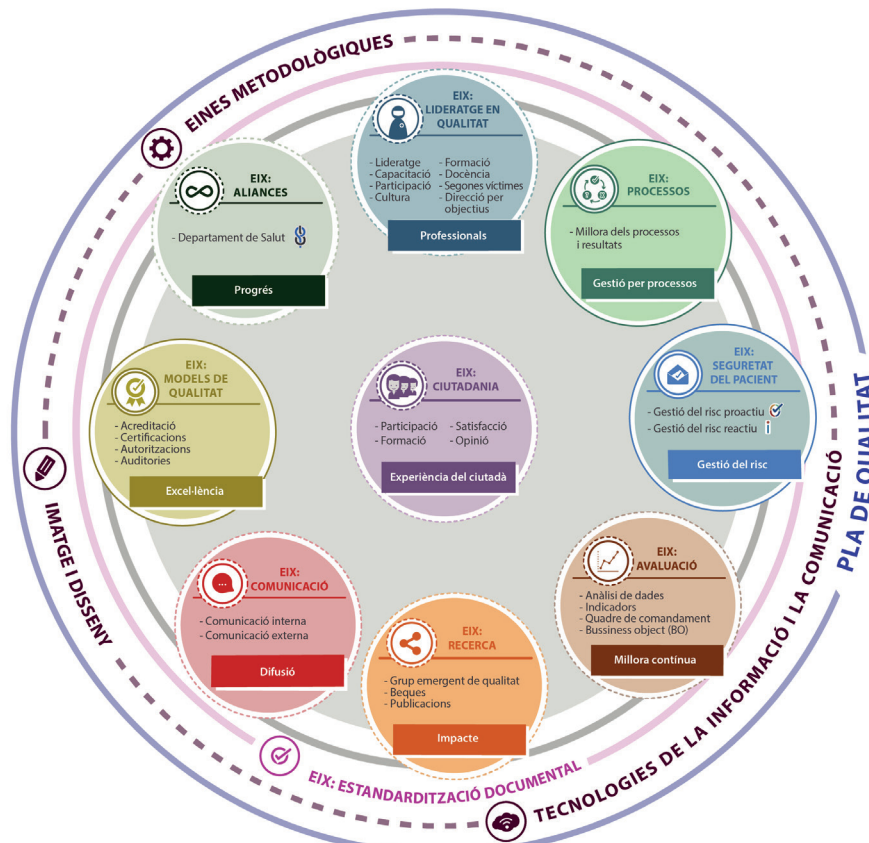 EINES METODOLÒGIQUES
EIX:
LIDERATGE EN
QUALITAT
- Lideratge
- Capacitació
- Participació
- Cultura
- Formació
- Docència
- Segones víctimes
- Direcció per
objectius
Professionals
EIX:
ALIANCES
- Departament de Salut
Progrés
EIX:
PROCESSOS
- Millora dels processos
i resultats
Gestió per processos
EIX:
MODELS DE
QUALITAT
- Acreditació
- Certificacions
- Autoritzacions
- Auditories
Excel·lència
EIX:
CIUTADANIA
- Participació
- Formació
- Satisfacció
- Opinió
Experiència del ciutadà
EIX:
SEGURETAT
DEL PACIENT
- Gestió del risc proactiu
- Gestió del risc reactiu
Gestió del risc
EIX:
COMUNICACIÓ
- Comunicació interna
- Comunicació externa
Difusió
EIX:
RECERCA
- Grup emergent de qualitat
- Beques
- Publicacions
Impacte
EIX:
AVALUACIÓ
- Anàlisi de dades
- Indicadors
- Quadre de comandament
- Bussiness object (BO)
Millora contínua
IMATGE I DISSENY
EIX: ESTANDARDITZACIÓ DOCUMENTAL
TECNOLOGIES DE LA INFORMACIÓ I LA COMUNICACIÓ
PLA DE QUALITAT